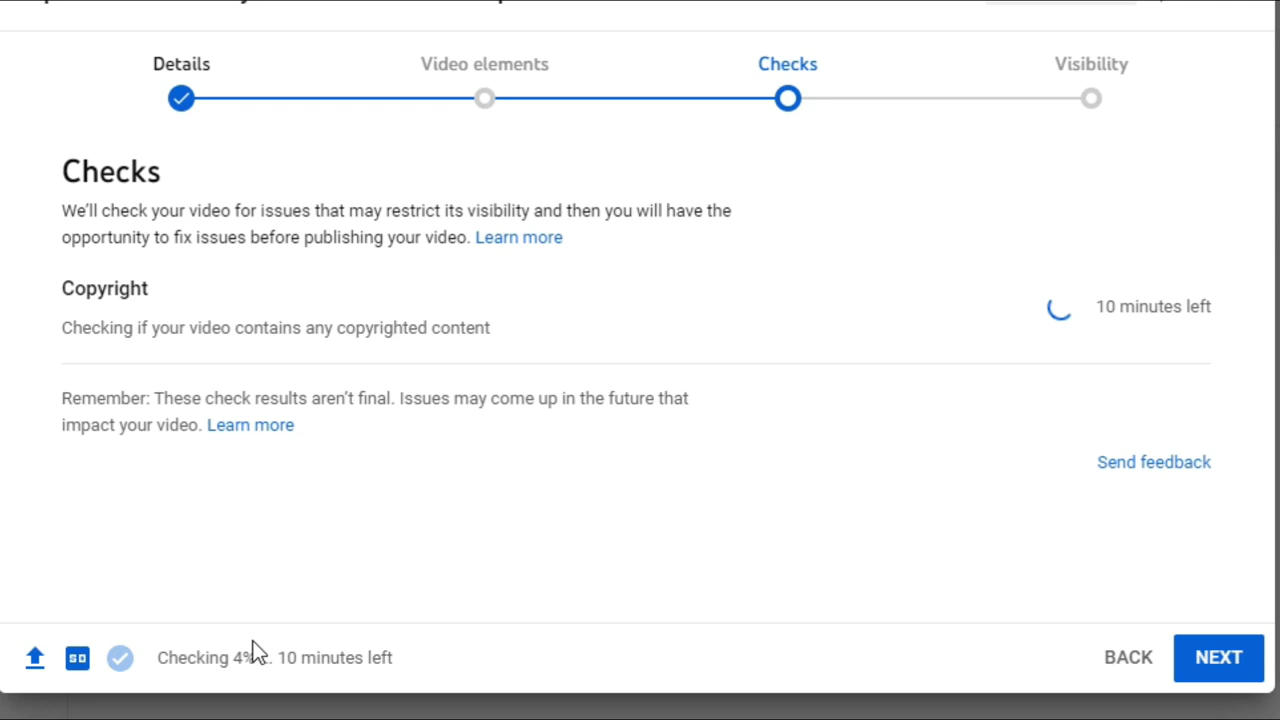 Details
Video elements
Checks
Visibility
Checks
We'll check your video for issues that may restrict its visibility and then you will have the
opportunity to fix issues before publishing your video. Learn more
Copyright
10 minutes left
Checking if your video contains any copyrighted content
Remember: These check results aren't final. Issues may come up in the future that
impact your video. Learn more
Send feedback
SD
Checking 4% .. 10 minutes left
BACK
NEXT